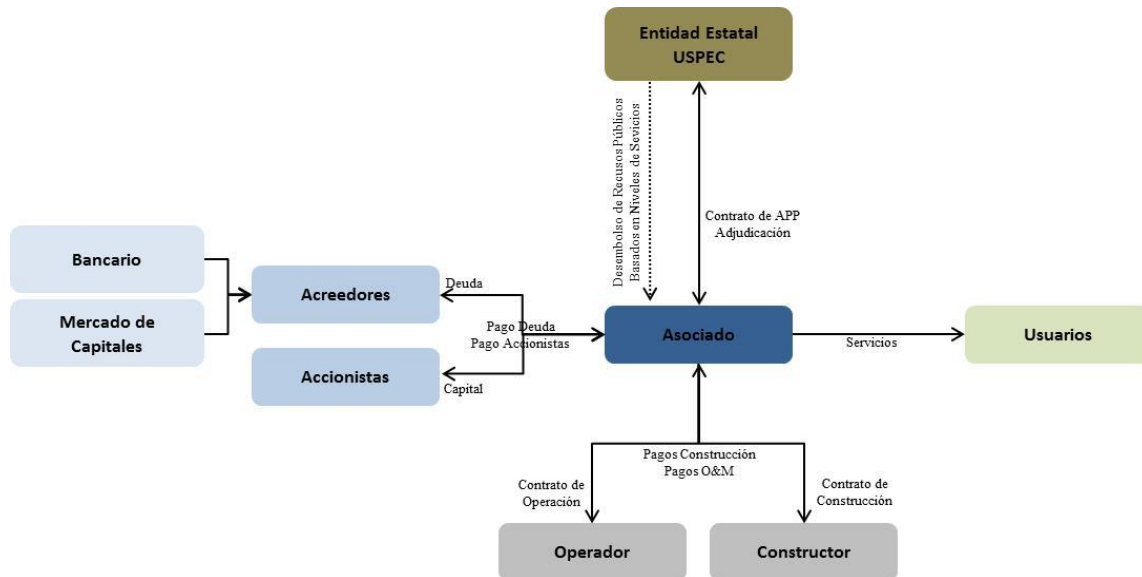 Entidad Estatal
USPEC
Desembolso de Recusos Públicos
Basados en Niveles de Sevicios
Contrato de APP
Adjudicación
Bancario
Mercado de
Capitales
Acreedores
Accionistas
Deuda
Pago Deuda
Pago Accionistas
Capital
Asociado
Servicios
Usuarios
Pagos Construcción
Pagos O&M
Contrato de
Operación
Contrato de
Construcción
Operador
Constructor